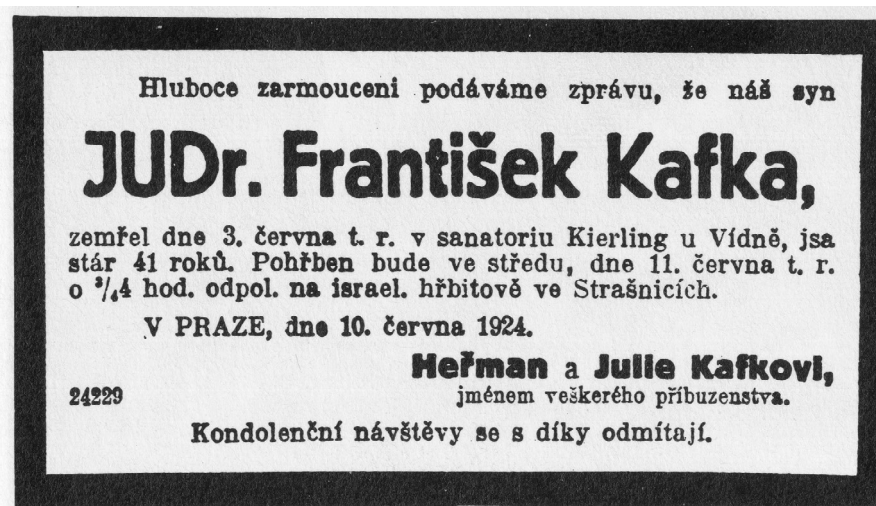 Hluboce zarmouceni podáváme zprávu, že náš syn
JUDr. František Kafka,
zemřel dne 3. června t. r. v sanatoriu Kierling u Vídně, jsa
stár 41 roků. Pohřben bude ve středu, dne 11. června t. r.
o ¾4 hod. odpol. na israel. hřbitově ve Strašnicích.
V PRAZE, dne 10. června 1924.
Heřman a Julie Kafkovi,
24229 jménem veškerého příbuzenstva.
Kondolenční návštěvy se s díky odmítají.